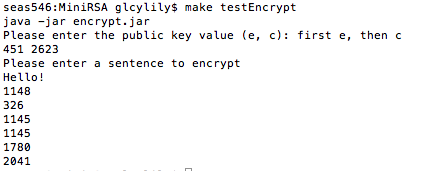 seas546:MiniRSA glcylily$ make testEncrypt
java -jar encrypt.jar
Please enter the public key value (e, c): first e, then c
451 2623
Please enter a sentence to encrypt
Hello!
1148
326
1145
1145
1780
2041